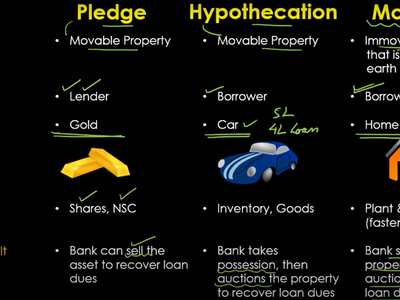 Pledge
Hypothecation
Mo
• Movable Property
• Movable Property
• Immov
that is
earth
• Lender
• Borrower
• Borrow
• Gold
• Car
• Home
5L
4L Loan
• Shares, NSC
• Inventory, Goods
• Plant &
(faster
lt
• Bank can sell the
asset to recover loan
dues
• Bank takes
possession, then
auctions the property
to recover loan dues
• Bank s
prope
auctio
loan d